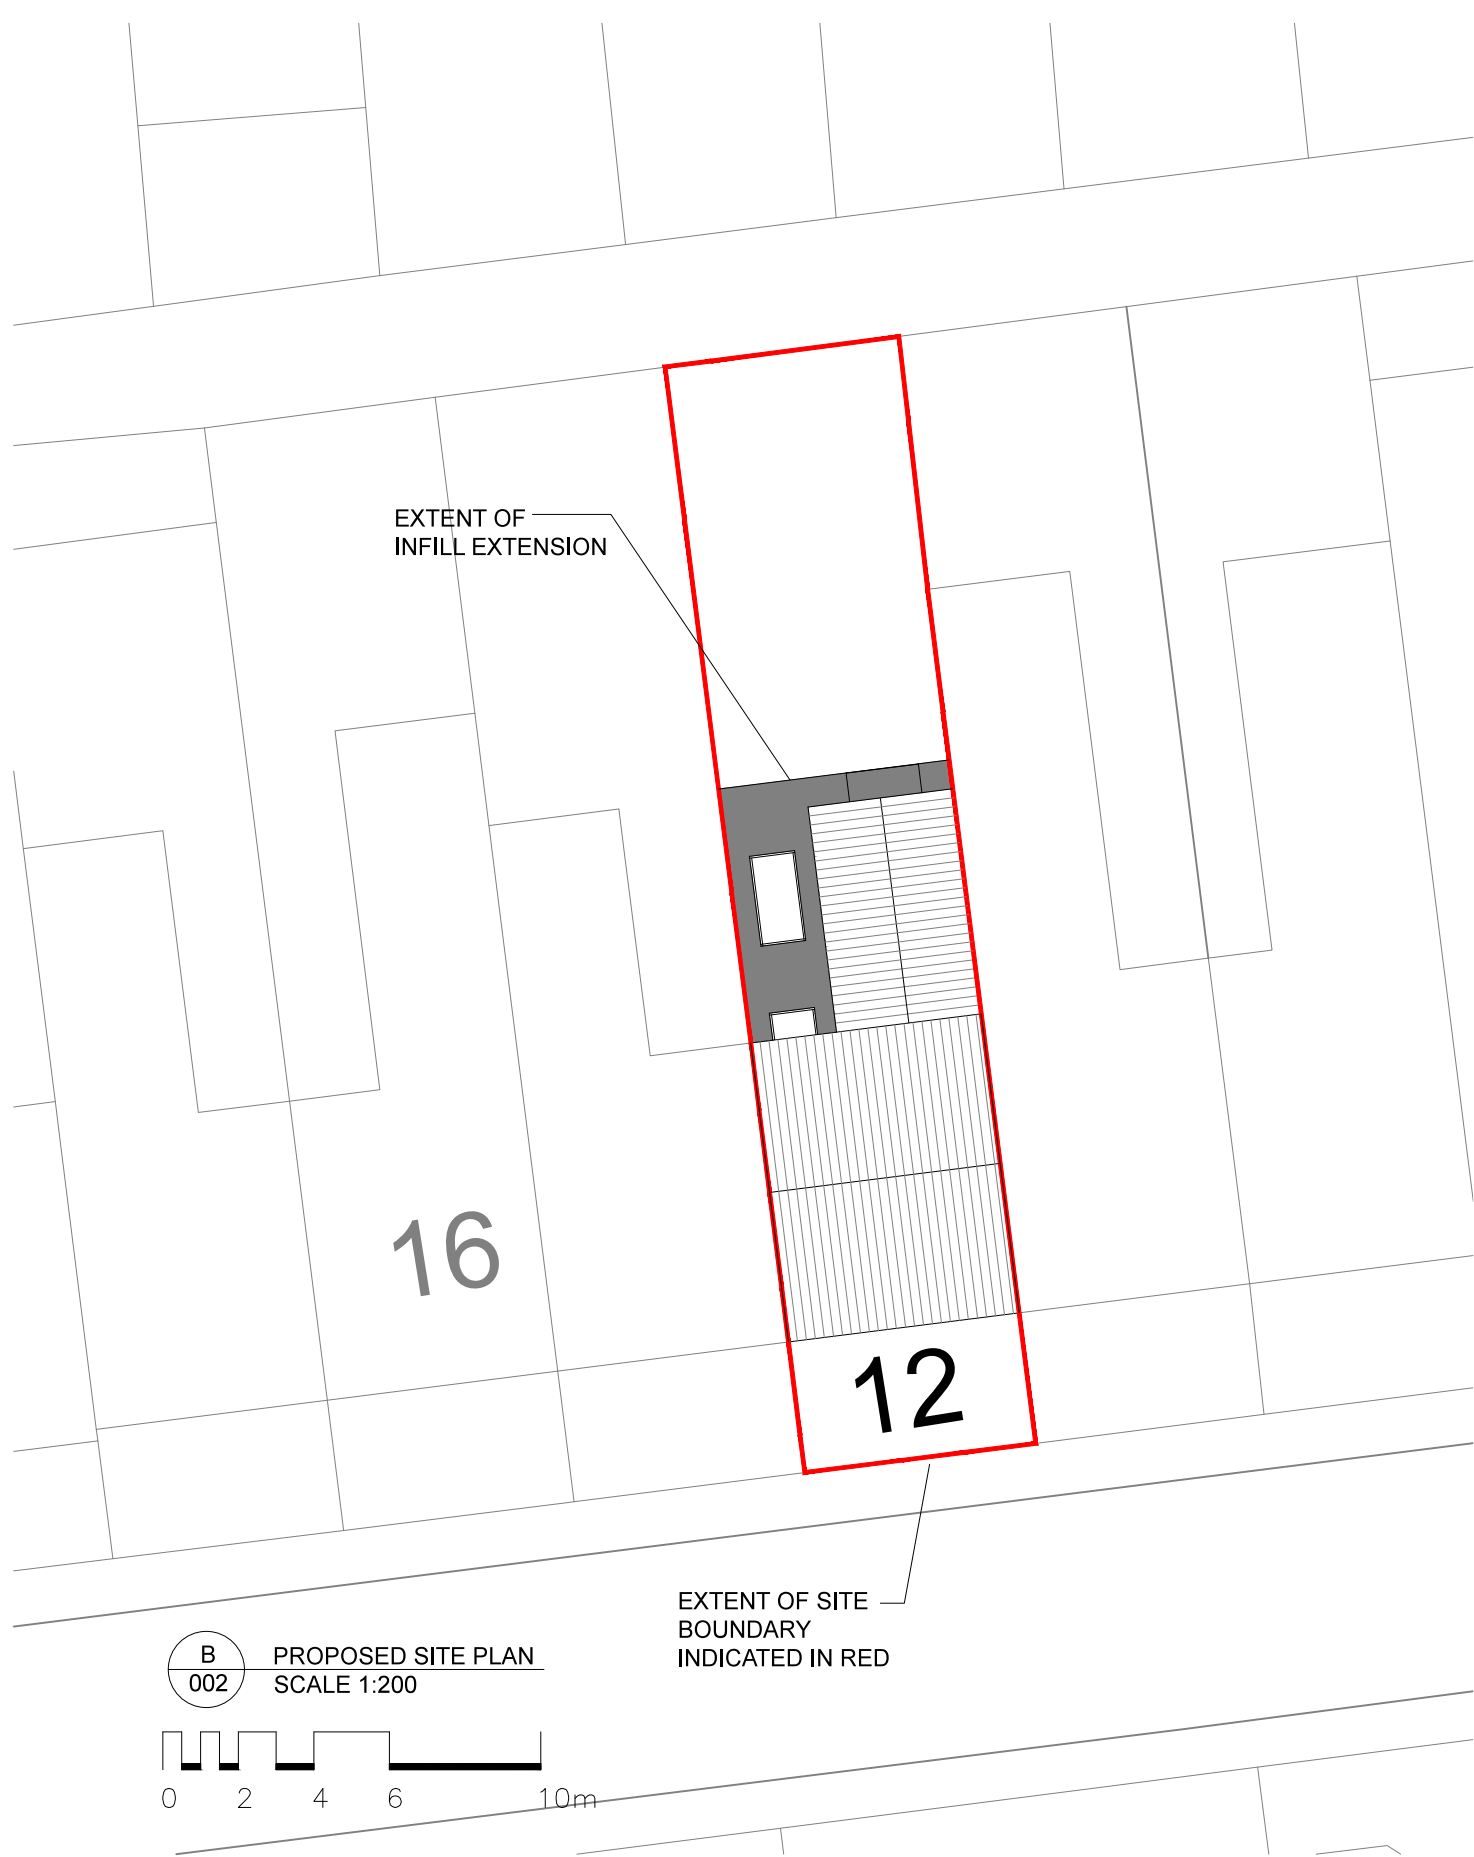 EXTENT OF
INFILL EXTENSION
16
12
EXTENT OF SITE
BOUNDARY
INDICATED IN RED
B
002
PROPOSED SITE PLAN
SCALE 1:200
0 2 4 6 10m